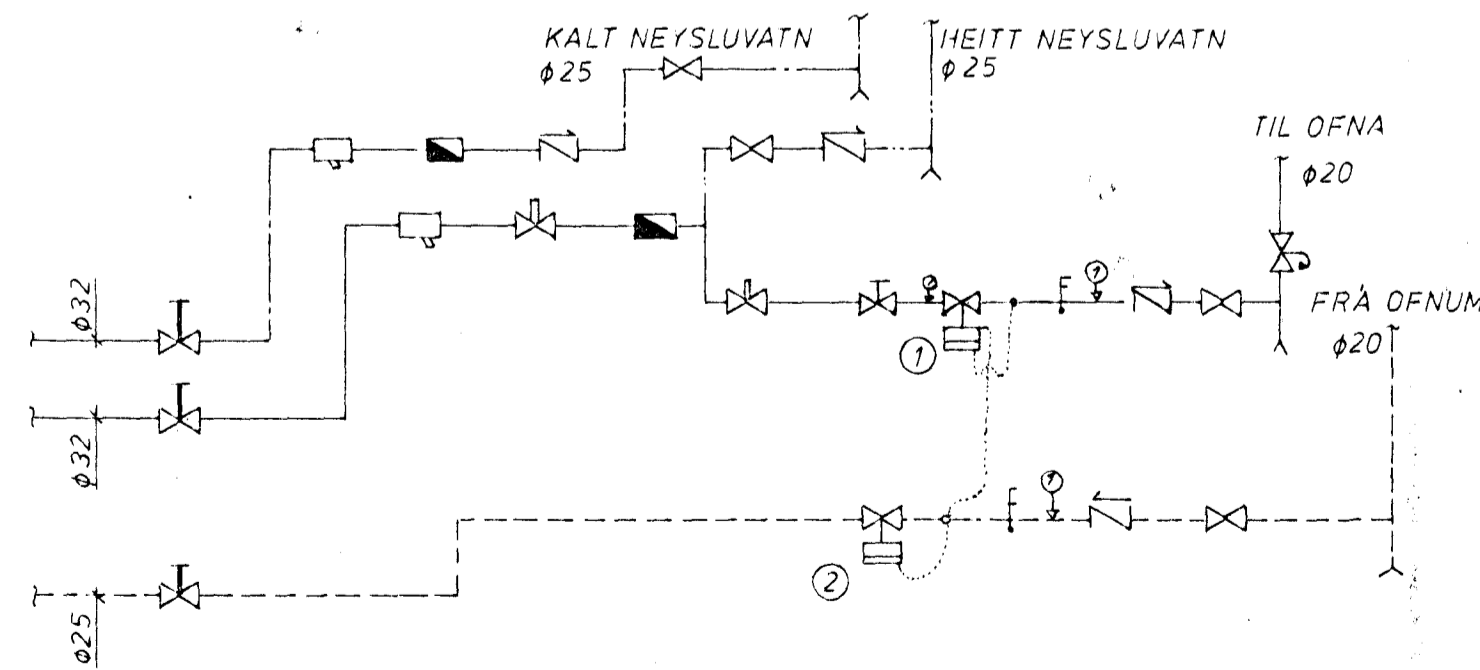 KALT NEYSLUVATN
φ25
HEITT NEYSLUVATN
φ25
TIL OFNA
φ20
FRÁ OFNUM
φ20
φ32
φ32
φ25
1
2